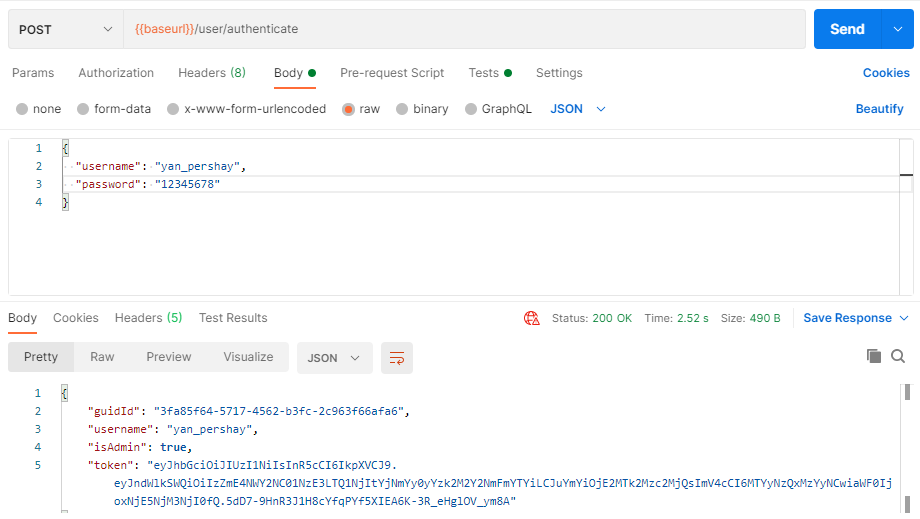 POST
{{baseurl}}/user/authenticate
Send
Params Authorization Headers (8) Body Pre-request Script Tests Settings Cookies
none form-data x-www-form-urlencoded raw binary GraphQL JSON Beautify
1 {
2 "username": "yan_pershay",
3 "password": "12345678"
4 }
Body Cookies Headers (5) Test Results Status: 200 OK Time: 2.52 s Size: 490 B Save Response
Pretty Raw Preview Visualize JSON
1 {
2 "guidId": "3fa85f64-5717-4562-b3fc-2c963f66afa6",
3 "username": "yan_pershay",
4 "isAdmin": true,
5 "token": "eyJhbGciOiJIUzI1NiIsInR5cCI6IkpXVCJ9.
eyJndWlkSWQiOiIzZmE4NWY2NC01NzE3LTQ1NjItYjNmYy0yYzk2M2Y2NmFmYTYiLCJuYmYiOjE2MTk2Mzc2MjQsImV4cCI6MTYyNzQxMzYyNCwiaWF0Ij
oxNjE5NjM3NjI0fQ.5dD7-9HnR3J1H8cYfqPYf5XIEA6K-3R_eHglOV_ym8A"